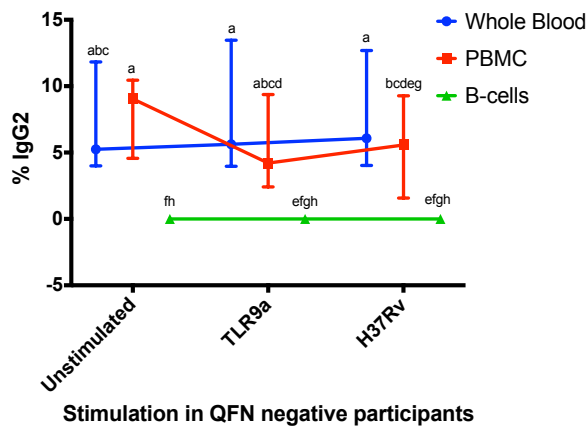 Whole Blood
PBMC
B-cells
% IgG2
15
10
5
0
-5
abc
a
a
abcd
a
bcdeg
fh
efgh
efgh
Unstimulated
TLR9a
H37Rv
Stimulation in QFN negative participants